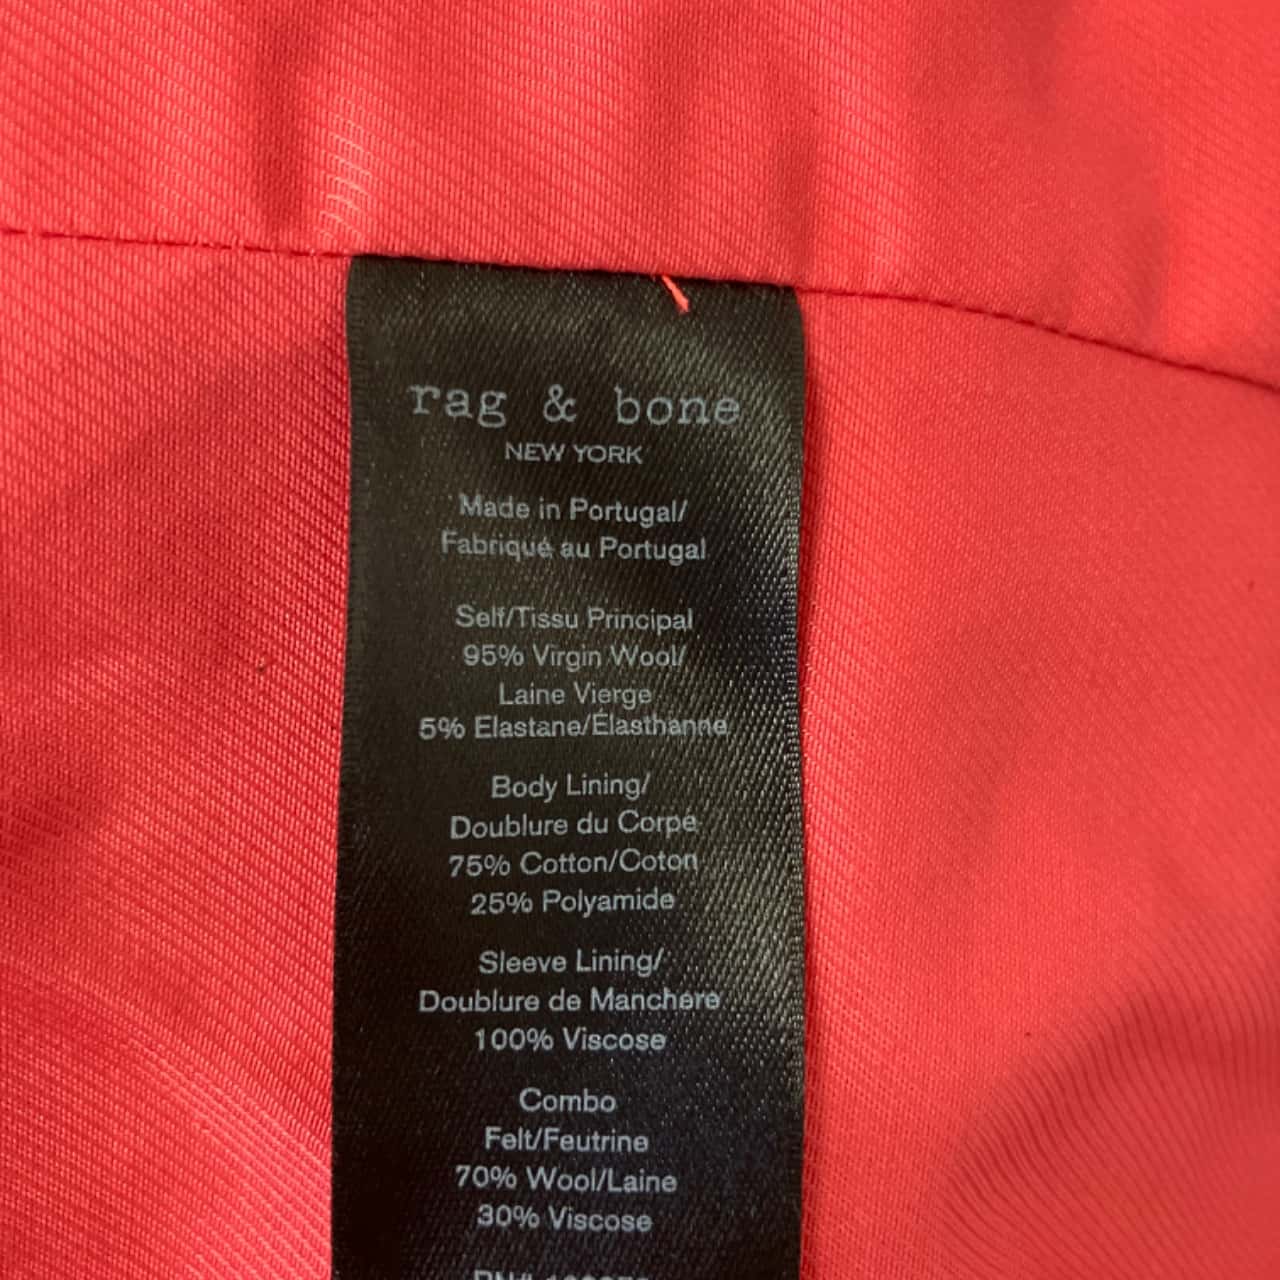 rag & bone
NEW YORK
Made in Portugal/
Fabriqué au Portugal
Self/Tissu Principal
95% Virgin Wool/
Laine Vierge
5% Elastane/Élasthanne
Body Lining/
Doublure du Corpe
75% Cotton/Coton
25% Polyamide
Sleeve Lining/
Doublure de Manchere
100% Viscose
Combo
Felt/Feutrine
70% Wool/Laine
30% Viscose